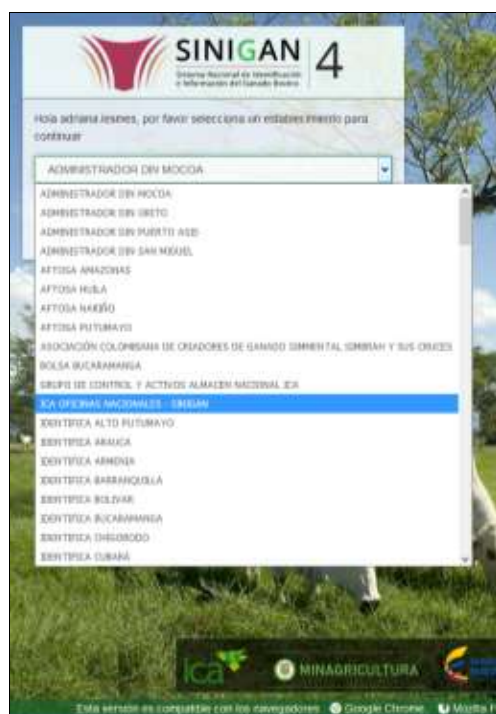 SINIGAN 4
Sistema Nacional de Identificación
e Información del Ganado Bovino
Hola adriana lesmes, por favor selecciona un establecimiento para
continuar
ADMINISTRADOR DIN MOCOA
ADMINISTRADOR DIN MOCOA
ADMINISTRADOR DIN ORITO
ADMINISTRADOR DIN PUERTO ASIS
ADMINISTRADOR DIN SAN MIGUEL
AFTOSA AMAZONAS
AFTOSA HUILA
AFTOSA NARIÑO
AFTOSA PUTUMAYO
ASOCIACIÓN COLOMBIANA DE CRIADORES DE GANADO SIMMENTAL SIMBRAH Y SUS CRUCES
BOLSA BUCARAMANGA
GRUPO DE CONTROL Y ACTIVOS ALMACEN NACIONAL ICA
ICA OFICINAS NACIONALES - SINIGAN
IDENTIFICA ALTO PUTUMAYO
IDENTIFICA ARAUCA
IDENTIFICA ARMENIA
IDENTIFICA BARRANQUILLA
IDENTIFICA BOLIVAR
IDENTIFICA BUCARAMANGA
IDENTIFICA CHIGORODO
IDENTIFICA CUBARÁ
ica
MINAGRICULTURA
Esta versión es compatible con los navegadores Google Chrome Mozilla